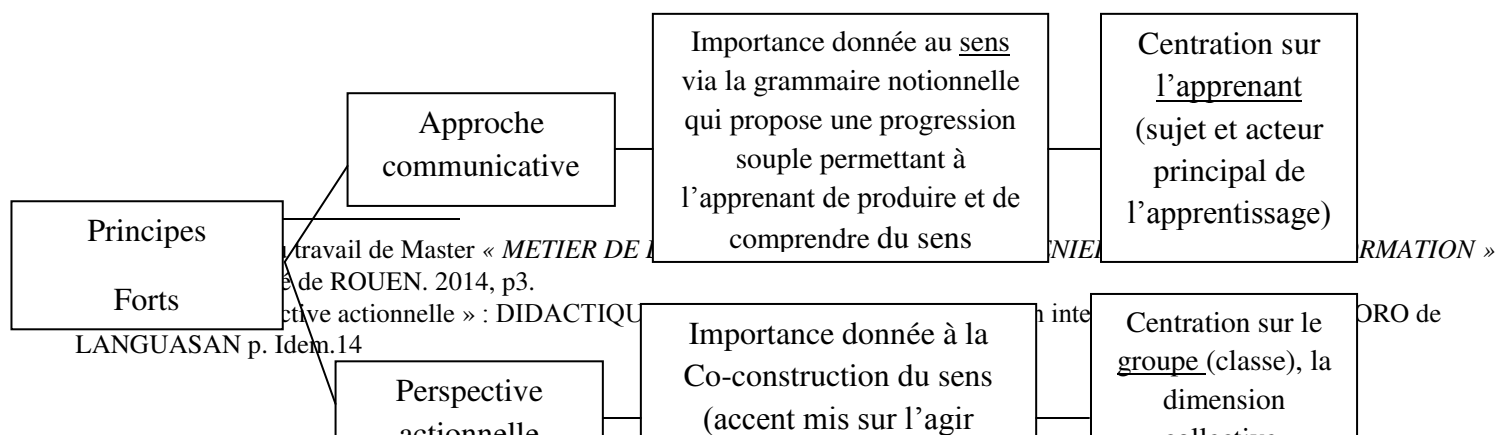 Principes
Forts
Approche
communicative
Importance donnée au sens
via la grammaire notionnelle
qui propose une progression
souple permettant à
l'apprenant de produire et de
comprendre du sens
Centration sur
l'apprenant
(sujet et acteur
principal de
l'apprentissage)
travail de Master « METIER DE
de ROUEN. 2014, p3.
actionnelle » : DIDACTIQU
ORO de
LANGUASAN p. Idem.14
Perspective
actionnelle
Importance donnée à la
Co-construction du sens
(accent mis sur l'agir
Centration sur le
groupe (classe), la
dimension